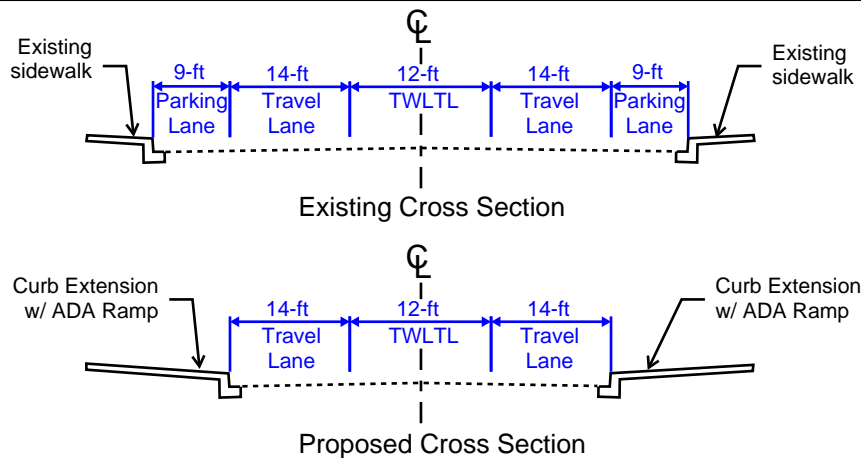 ℄
Existing
sidewalk
9-ft
14-ft
12-ft
14-ft
9-ft
Existing
sidewalk
Parking
Lane
Travel
Lane
TWLTL
Travel
Lane
Parking
Lane
Existing Cross Section
℄
Curb Extension
w/ ADA Ramp
14-ft
12-ft
14-ft
Curb Extension
w/ ADA Ramp
Travel
Lane
TWLTL
Travel
Lane
Proposed Cross Section